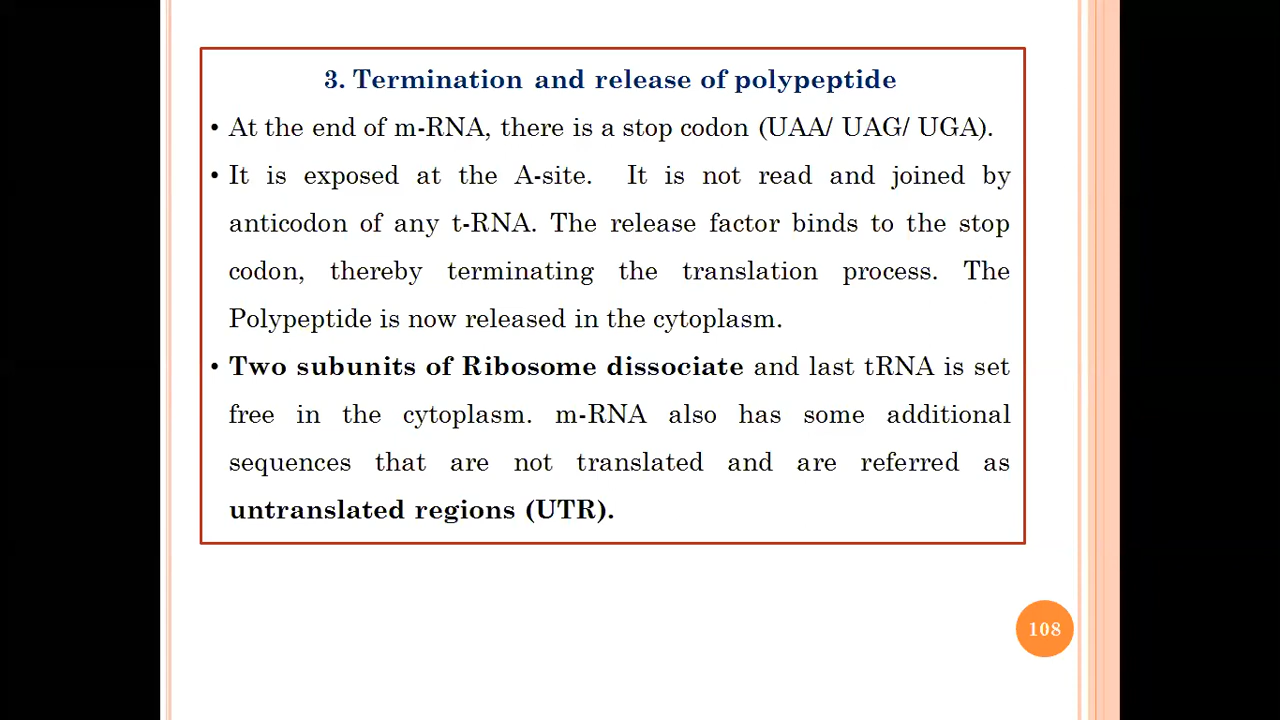 3. Termination and release of polypeptide
• At the end of m-RNA, there is a stop codon (UAA/ UAG/ UGA).
• It is exposed at the A-site. It is not read and joined by
anticodon of any t-RNA. The release factor binds to the stop
codon, thereby terminating the translation process. The
Polypeptide is now released in the cytoplasm.
• Two subunits of Ribosome dissociate and last tRNA is set
free in the cytoplasm. m-RNA also has some additional
sequences that are not translated and are referred as
untranslated regions (UTR).
108